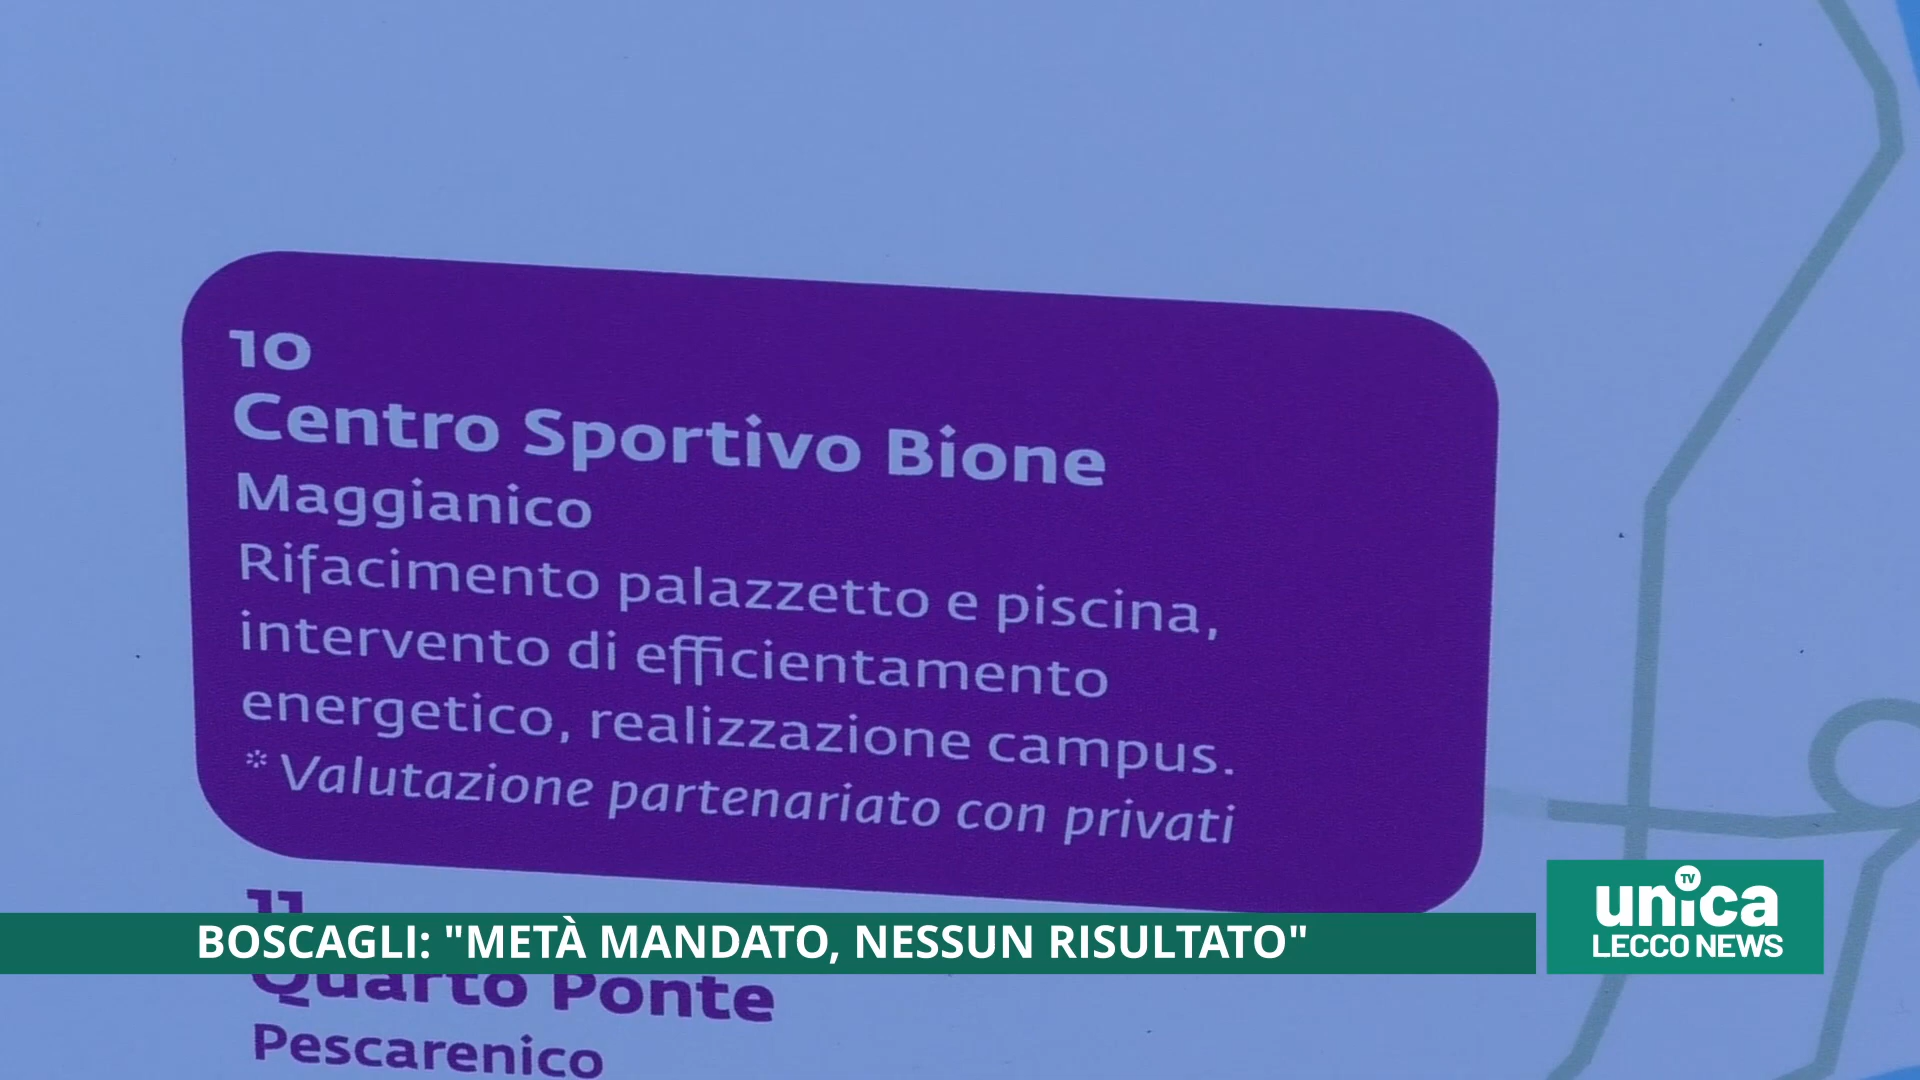 10
Centro Sportivo Bione
Maggianico
Rifacimento palazzetto e piscina,
intervento di efficientamento
energetico, realizzazione campus.
* Valutazione partenariato con privati
11
BOSCAGLI: "METÀ MANDATO, NESSUN RISULTATO"
Quarto Ponte
Pescarenico
unica TV
LECCO NEWS